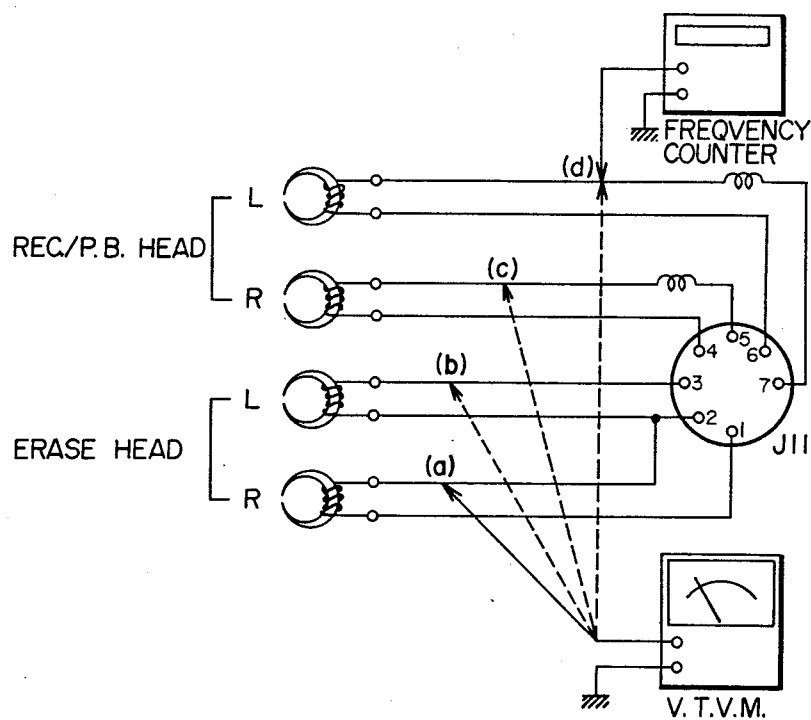 FREQVENCY
COUNTER
(d)
L
REC./P.B. HEAD
R
(c)
5
4
6
(b)
3
7
L
2
1
ERASE HEAD
(a)
J11
R
V.T.V.M.